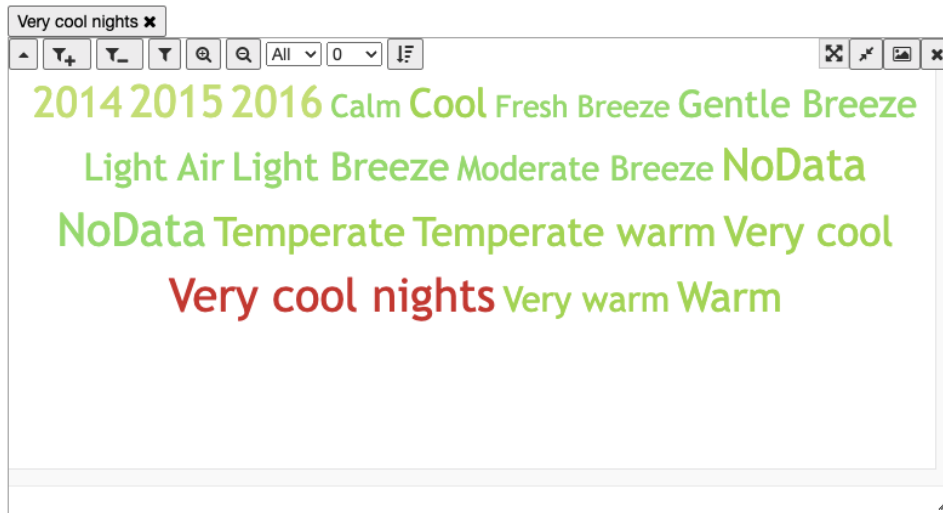 Very cool nights ✖
All 0
2014 2015 2016 Calm Cool Fresh Breeze Gentle Breeze
Light Air Light Breeze Moderate Breeze NoData
NoData Temperate Temperate warm Very cool
Very cool nights Very warm Warm